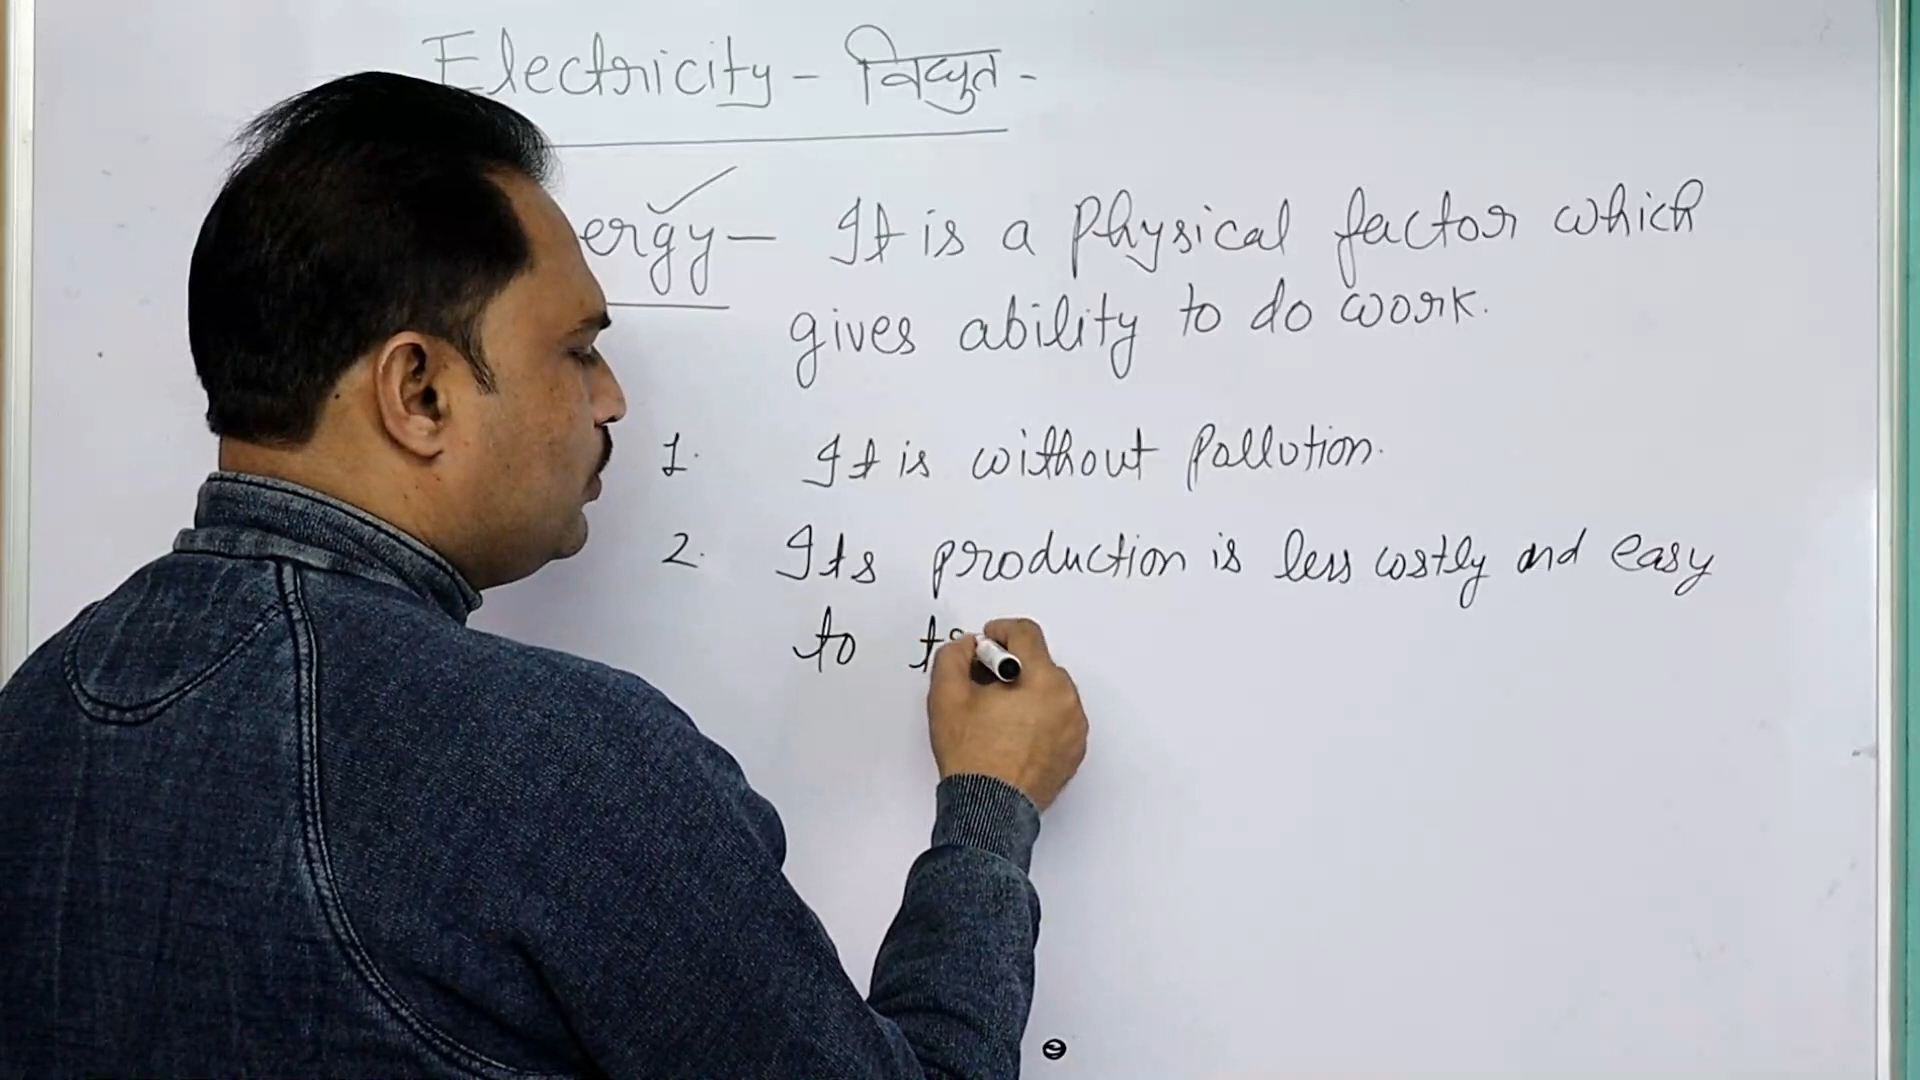 Electricity - विद्युत -
ergy - It is a Physical factor which
gives ability to do work.
1. It is without Pollution.
2. Its production is less costly and easy
to